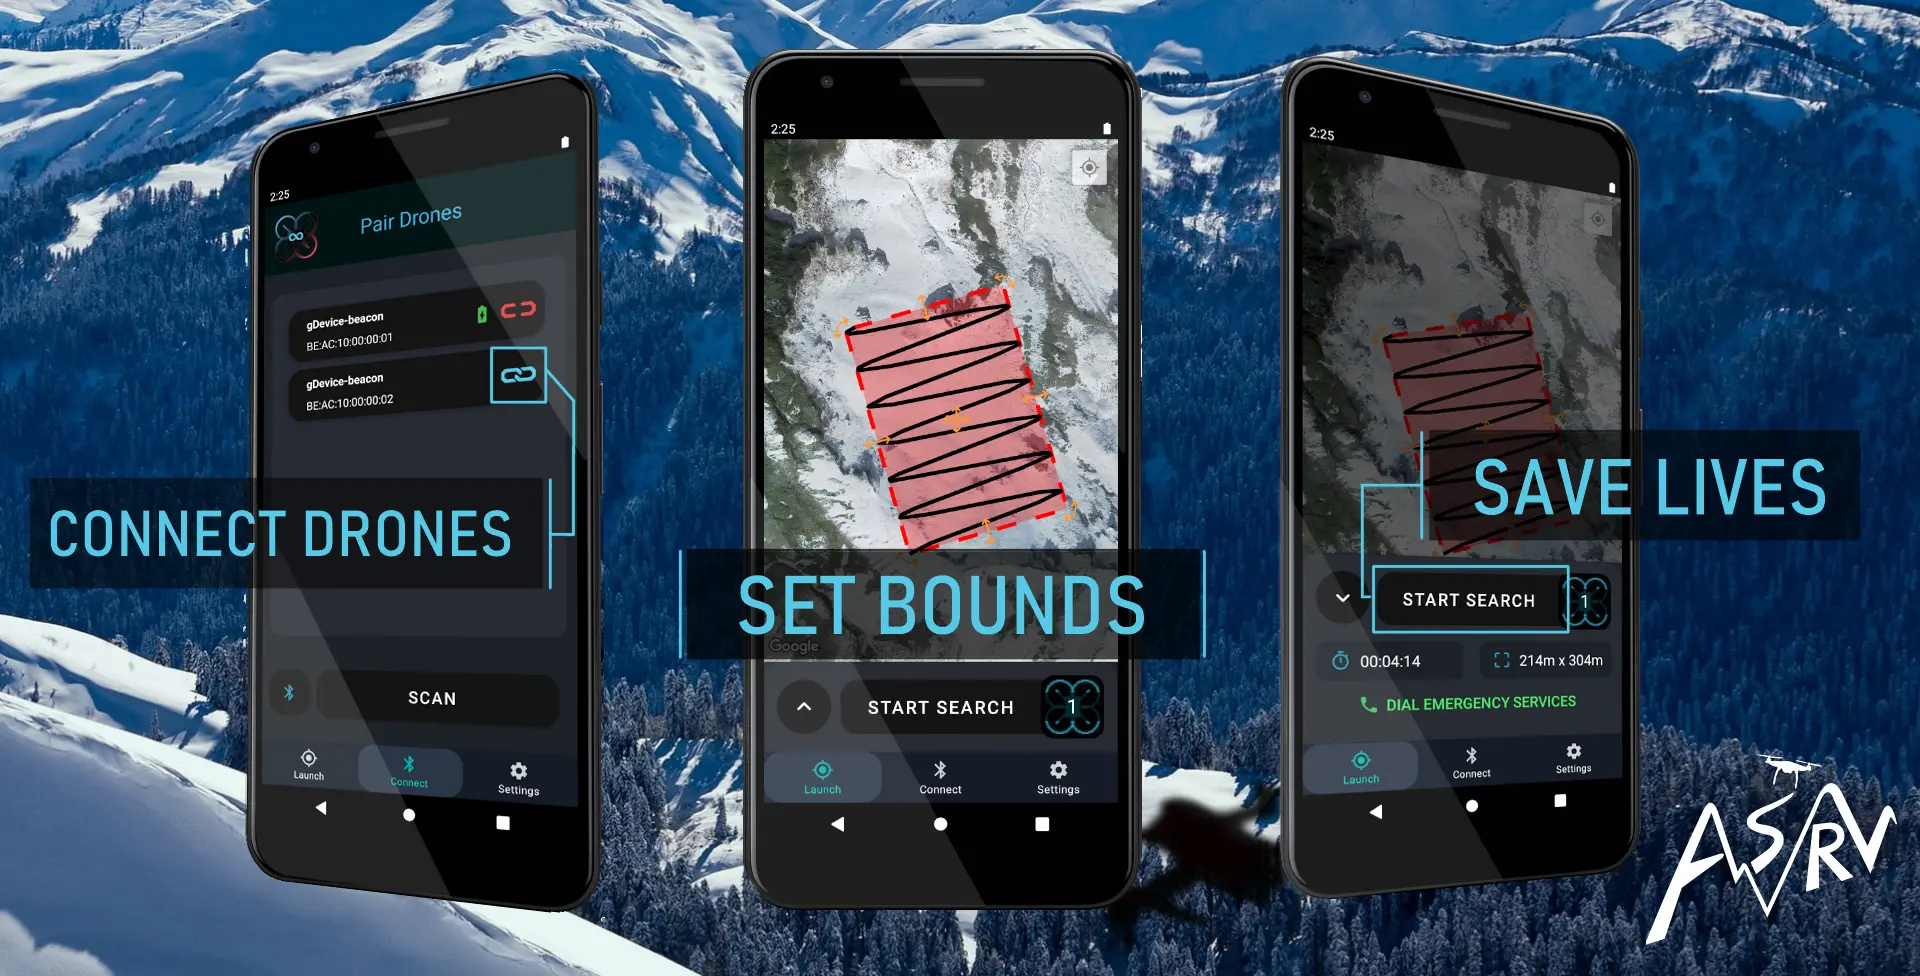 2:25
Pair Drones
gDevice-beacon
BE:AC:10:00:00:01
gDevice-beacon
BE:AC:10:00:00:02
CONNECT DRONES
SCAN
Launch
Connect
Settings
2:25
SET BOUNDS
Google
START SEARCH
1
Launch
Connect
Settings
2:25
SAVE LIVES
START SEARCH
1
00:04:14
214m x 304m
DIAL EMERGENCY SERVICES
Launch
Connect
Settings
ASRV